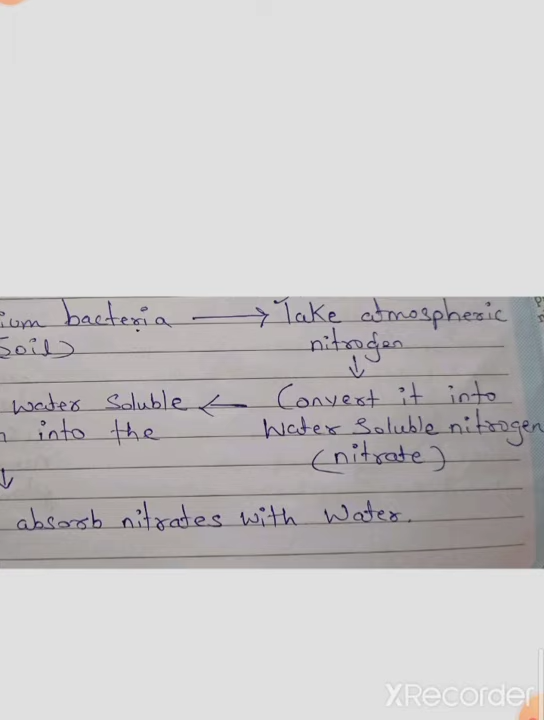 ium bacteria → Take atmospheric
Soil) nitrogen
↓
water soluble ← Convert it into
n into the Water Soluble nitrogen
(nitrate)
↓
absorb nitrates with Water.
XRecorder